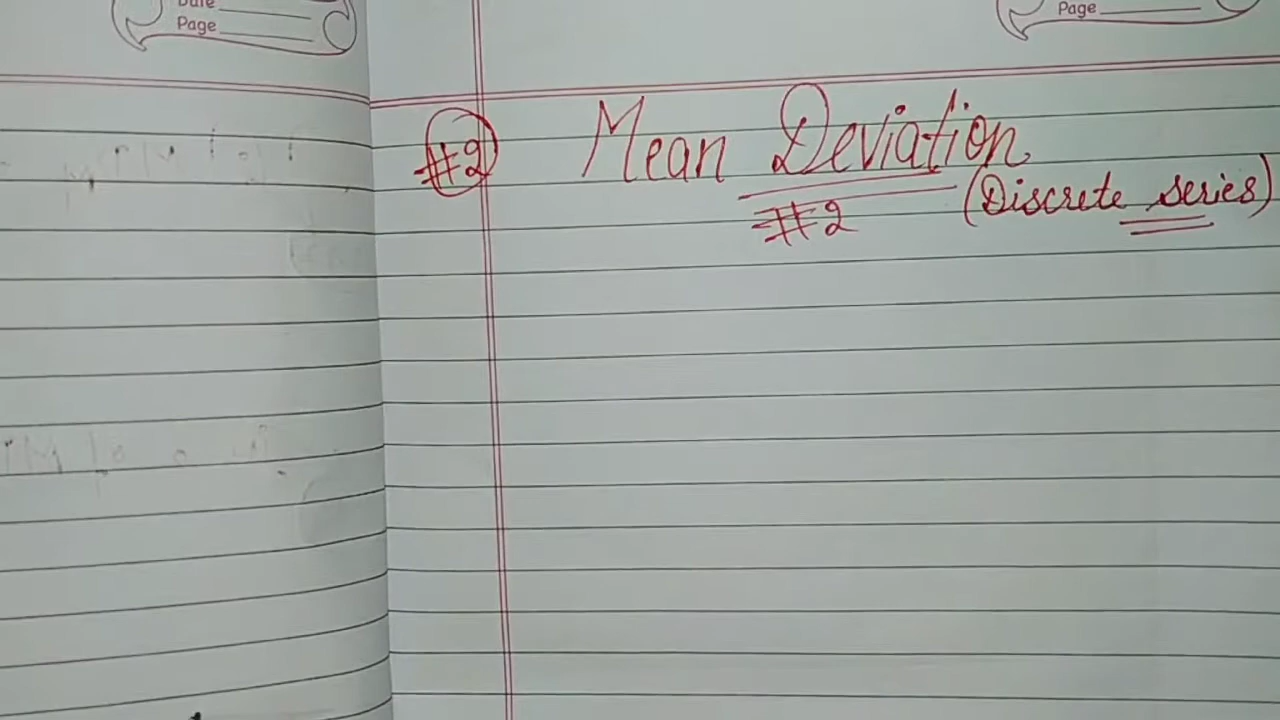 Date
Page
Page
#2 Mean Deviation
#2 (Discrete series)